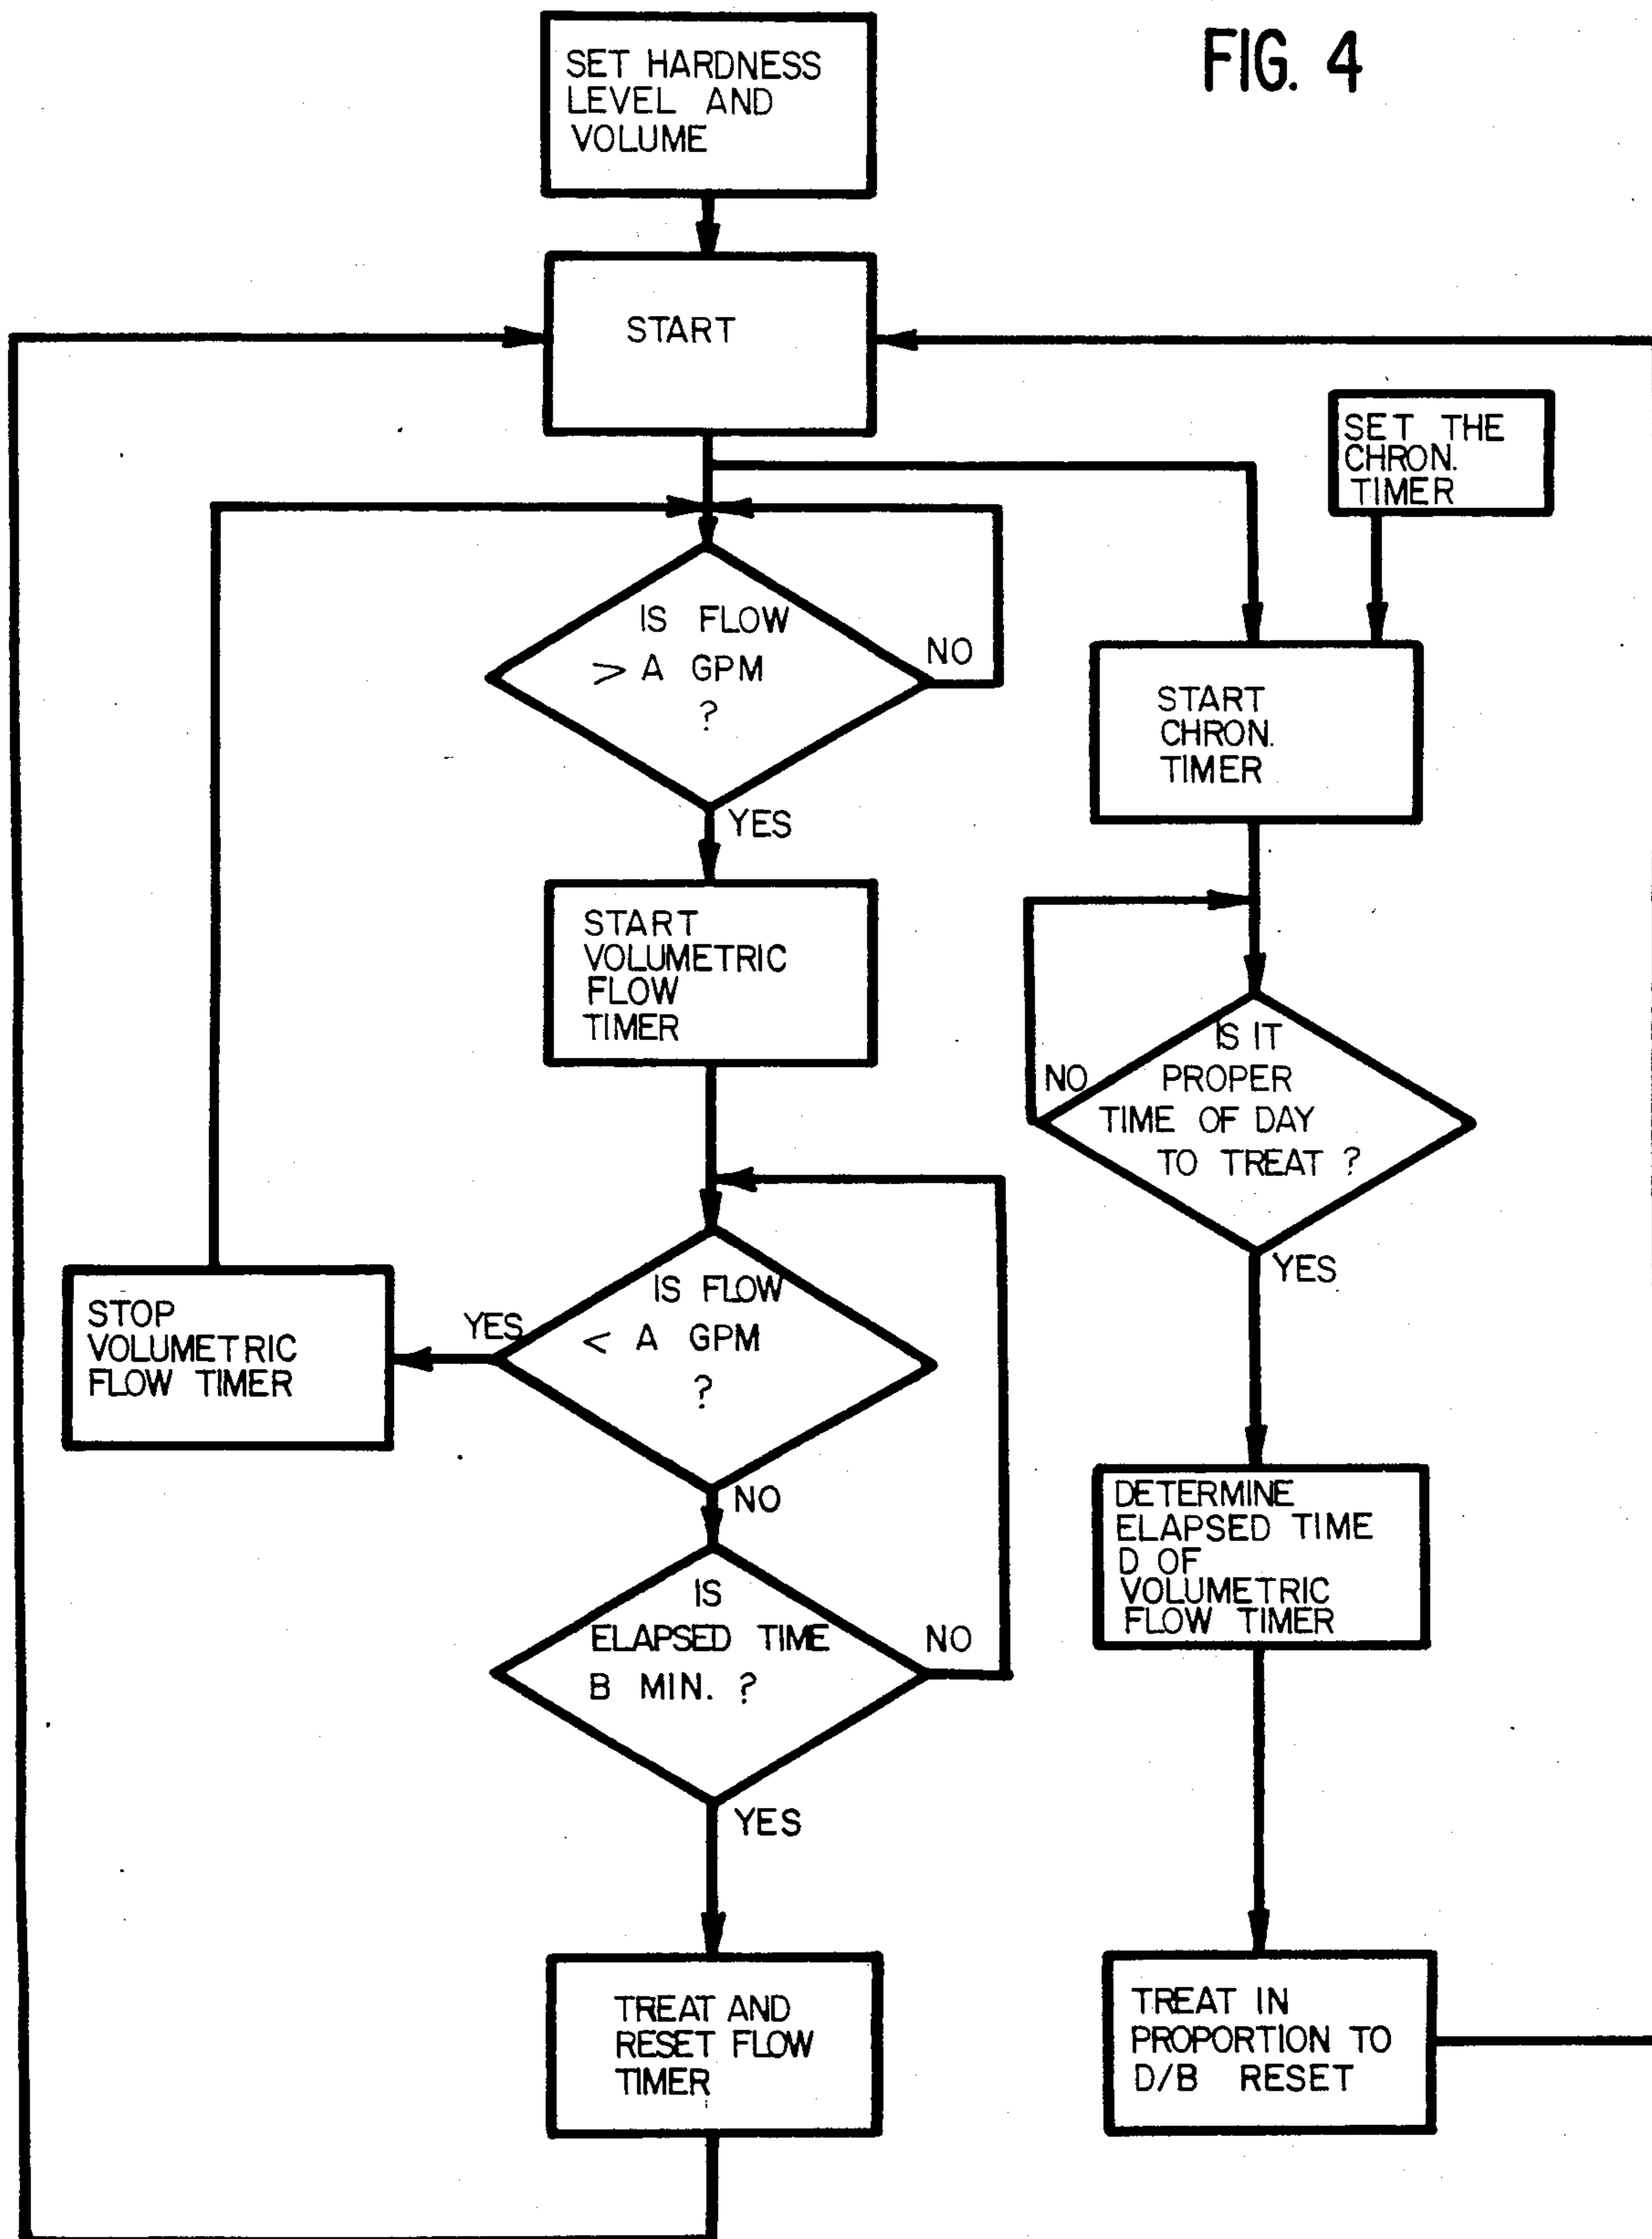 FIG. 4
SET HARDNESS
LEVEL AND
VOLUME
START
SET THE
CHRON.
TIMER
IS FLOW
> A GPM
?
NO
YES
START
CHRON.
TIMER
START
VOLUMETRIC
FLOW
TIMER
IS IT
PROPER
TIME OF DAY
TO TREAT ?
NO
YES
STOP
VOLUMETRIC
FLOW TIMER
YES
IS FLOW
< A GPM
?
NO
DETERMINE
ELAPSED TIME
D OF
VOLUMETRIC
FLOW TIMER
IS
ELAPSED TIME
B MIN. ?
NO
YES
TREAT AND
RESET FLOW
TIMER
TREAT IN
PROPORTION TO
D/B RESET